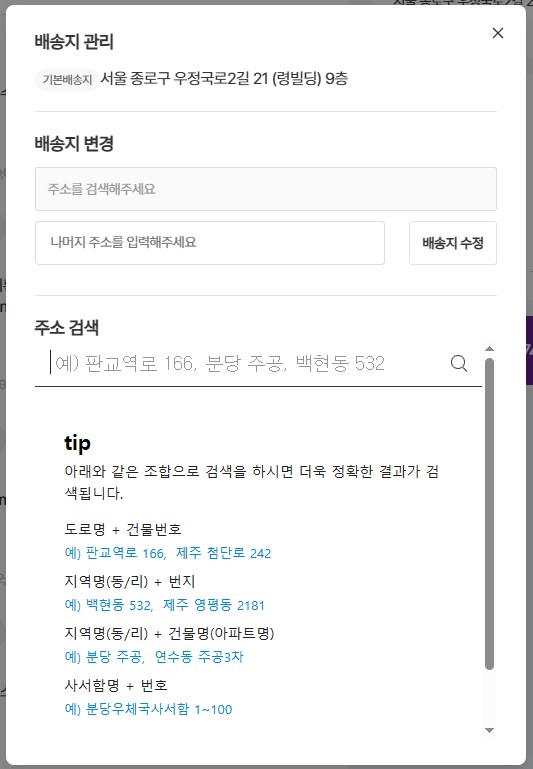 배송지 관리
기본배송지 서울 종로구 우정국로2길 21 (령빌딩) 9층
배송지 변경
주소를 검색해주세요
나머지 주소를 입력해주세요
배송지 수정
주소 검색
예) 판교역로 166, 분당 주공, 백현동 532
tip
아래와 같은 조합으로 검색을 하시면 더욱 정확한 결과가 검
색됩니다.
도로명 + 건물번호
예) 판교역로 166, 제주 첨단로 242
지역명(동/리) + 번지
예) 백현동 532, 제주 영평동 2181
지역명(동/리) + 건물명(아파트명)
예) 분당 주공, 연수동 주공3차
사서함명 + 번호
예) 분당우체국사서함 1~100